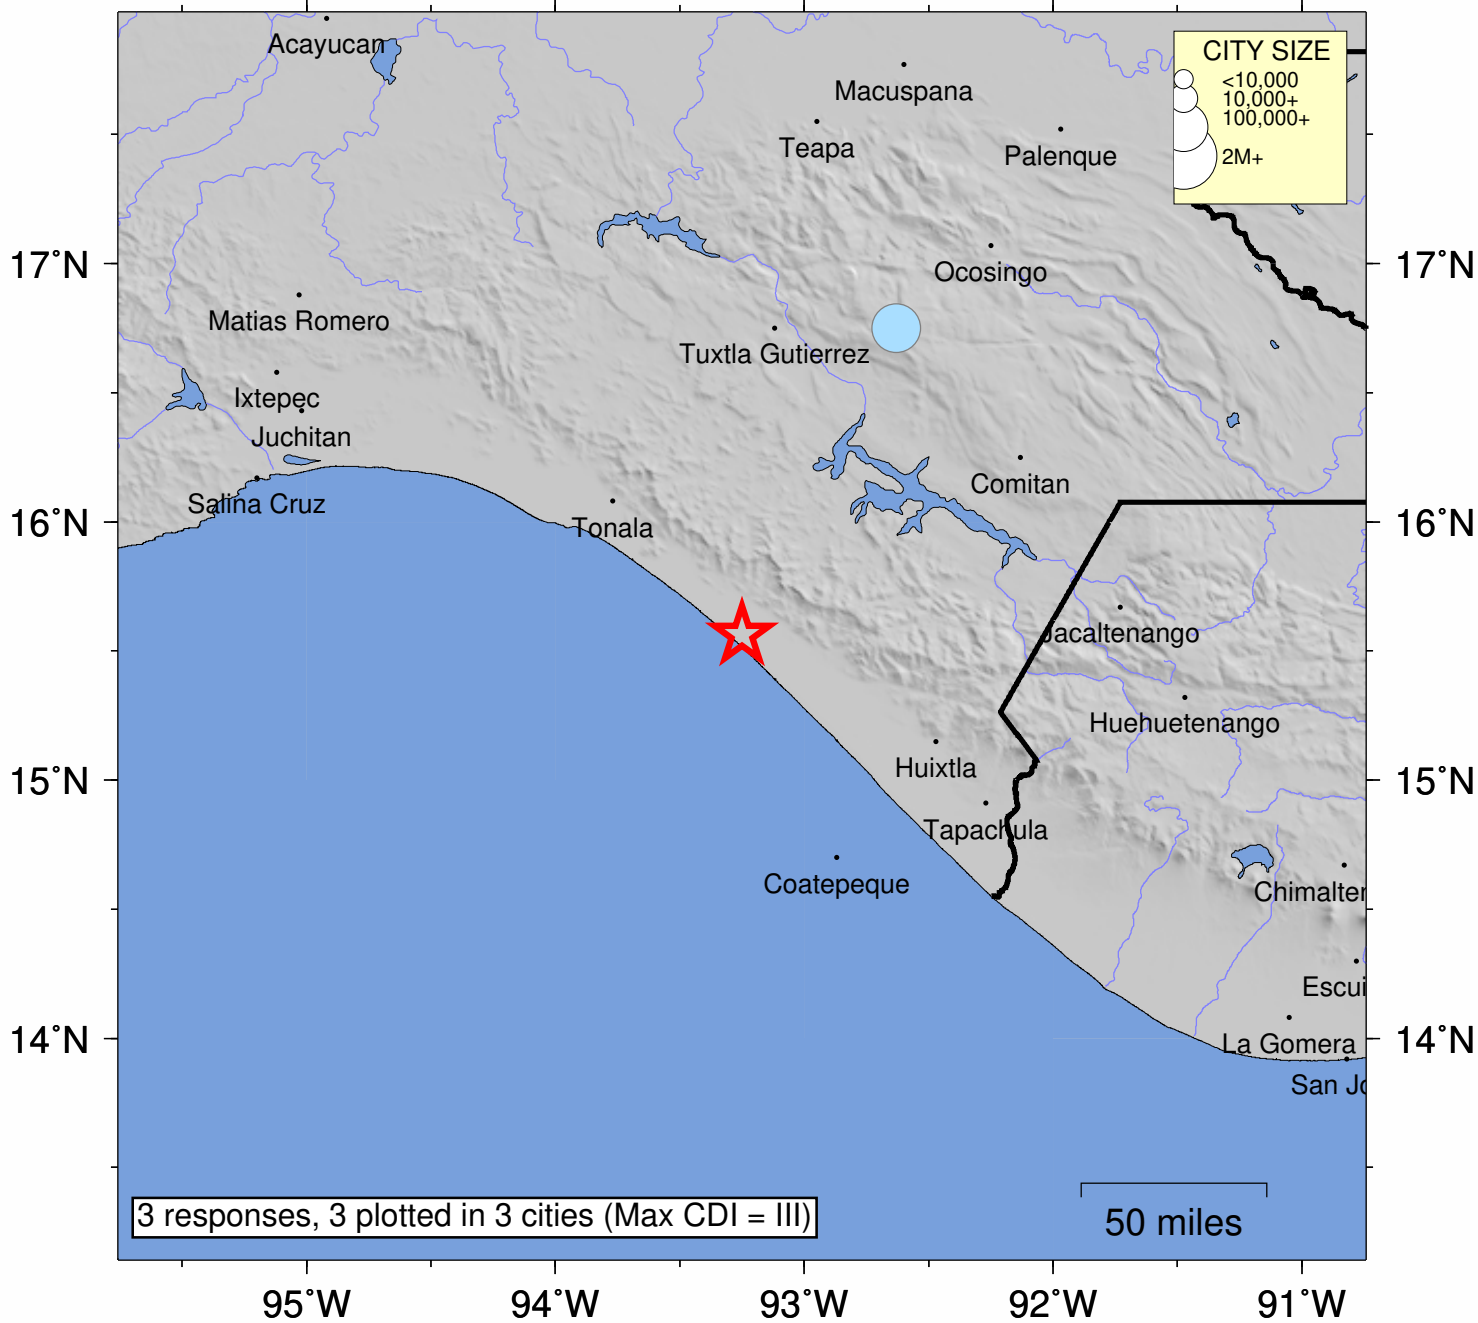 Acayucan
CITY SIZE
<10,000
10,000+
100,000+
2M+
Macuspana
Teapa
Palenque
17°N
17°N
Ocosingo
Matias Romero
Tuxtla Gutierrez
Ixtepec
Juchitan
Comitan
Salina Cruz
16°N
Tonala
16°N
Jacaltenango
Huehuetenango
Huixtla
15°N
15°N
Tapachula
Coatepeque
Chimalter
Escui
14°N
La Gomera
14°N
San Jo
3 responses, 3 plotted in 3 cities (Max CDI = III)
50 miles
95°W
94°W
93°W
92°W
91°W